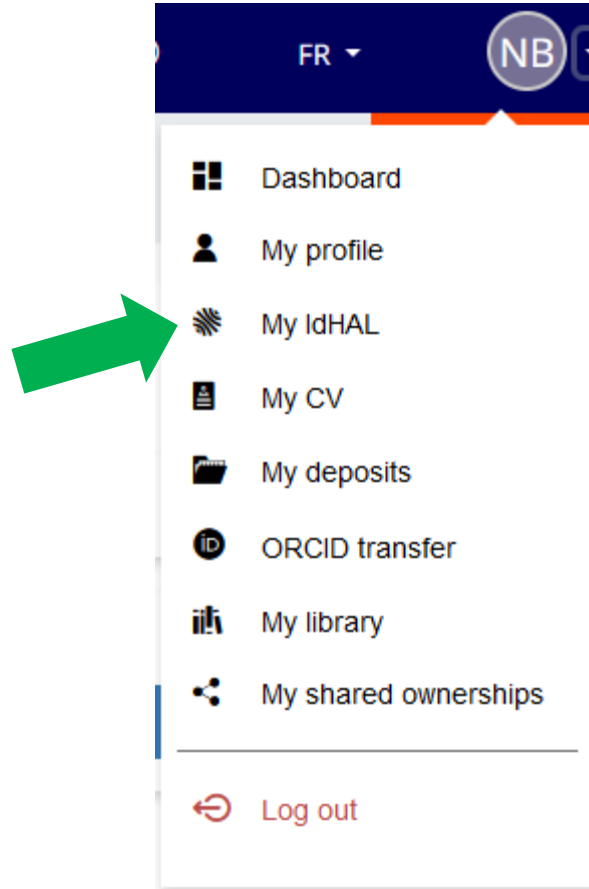 FR
NB
Dashboard
My profile
My IdHAL
My CV
My deposits
iD
ORCID transfer
My library
My shared ownerships
Log out